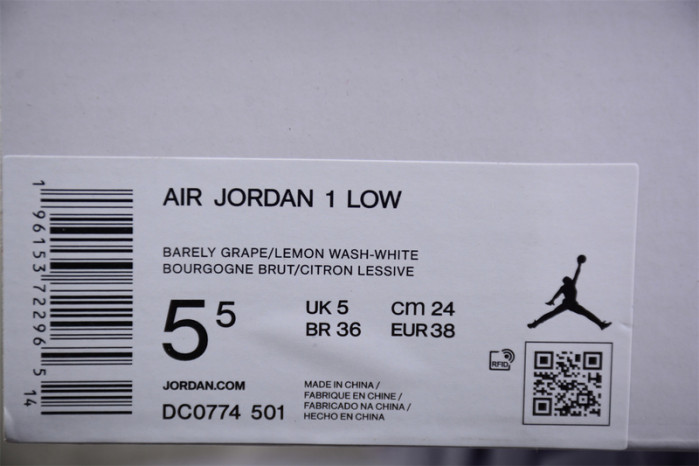 AIR JORDAN 1 LOW
BARELY GRAPE/LEMON WASH-WHITE
BOURGOGNE BRUT/CITRON LESSIVE
5 5
UK 5 cm 24
BR 36 EUR 38
RFID
JORDAN.COM
DC0774 501
MADE IN CHINA /
FABRIQUE EN CHINE /
FABRICADO NA CHINA /
HECHO EN CHINA
1 96153 72296 5 14